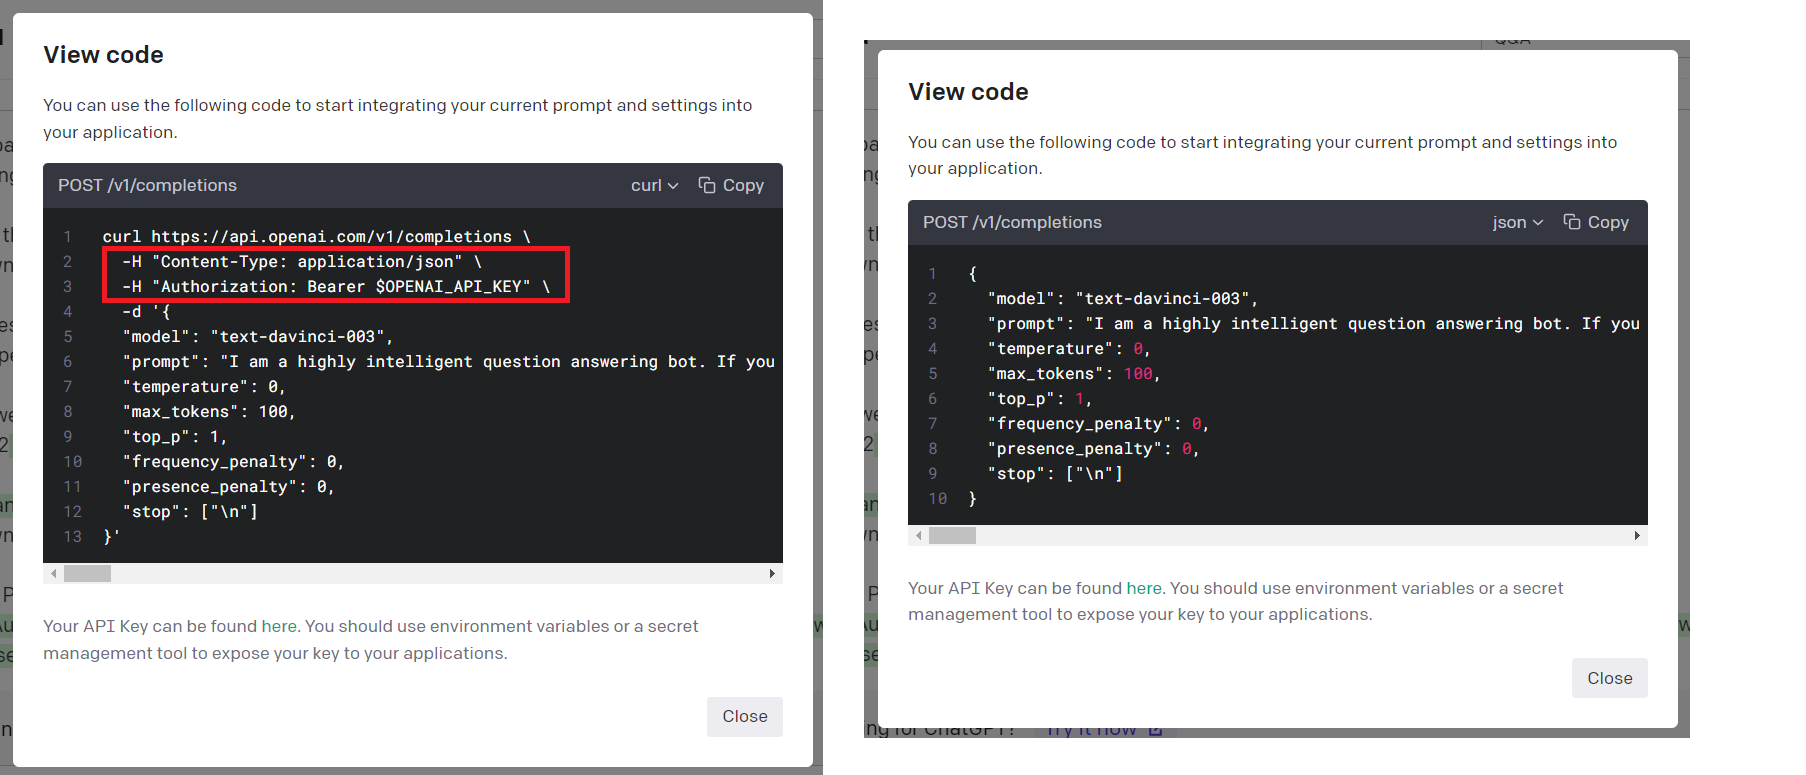 View code
You can use the following code to start integrating your current prompt and settings into
your application.
POST /v1/completions
curl
Copy
1 curl https://api.openai.com/v1/completions \
2 -H "Content-Type: application/json" \
3 -H "Authorization: Bearer $OPENAI_API_KEY" \
4 -d '{
5 "model": "text-davinci-003",
6 "prompt": "I am a highly intelligent question answering bot. If you
7 "temperature": 0,
8 "max_tokens": 100,
9 "top_p": 1,
10 "frequency_penalty": 0,
11 "presence_penalty": 0,
12 "stop": ["\n"]
13 }'
Your API Key can be found here. You should use environment variables or a secret
management tool to expose your key to your applications.
Close
Q&A
View code
You can use the following code to start integrating your current prompt and settings into
your application.
POST /v1/completions
json
Copy
1 {
2 "model": "text-davinci-003",
3 "prompt": "I am a highly intelligent question answering bot. If you
4 "temperature": 0,
5 "max_tokens": 100,
6 "top_p": 1,
7 "frequency_penalty": 0,
8 "presence_penalty": 0,
9 "stop": ["\n"]
10 }
Your API Key can be found here. You should use environment variables or a secret
management tool to expose your key to your applications.
Close
for ChatGPT? Try it now